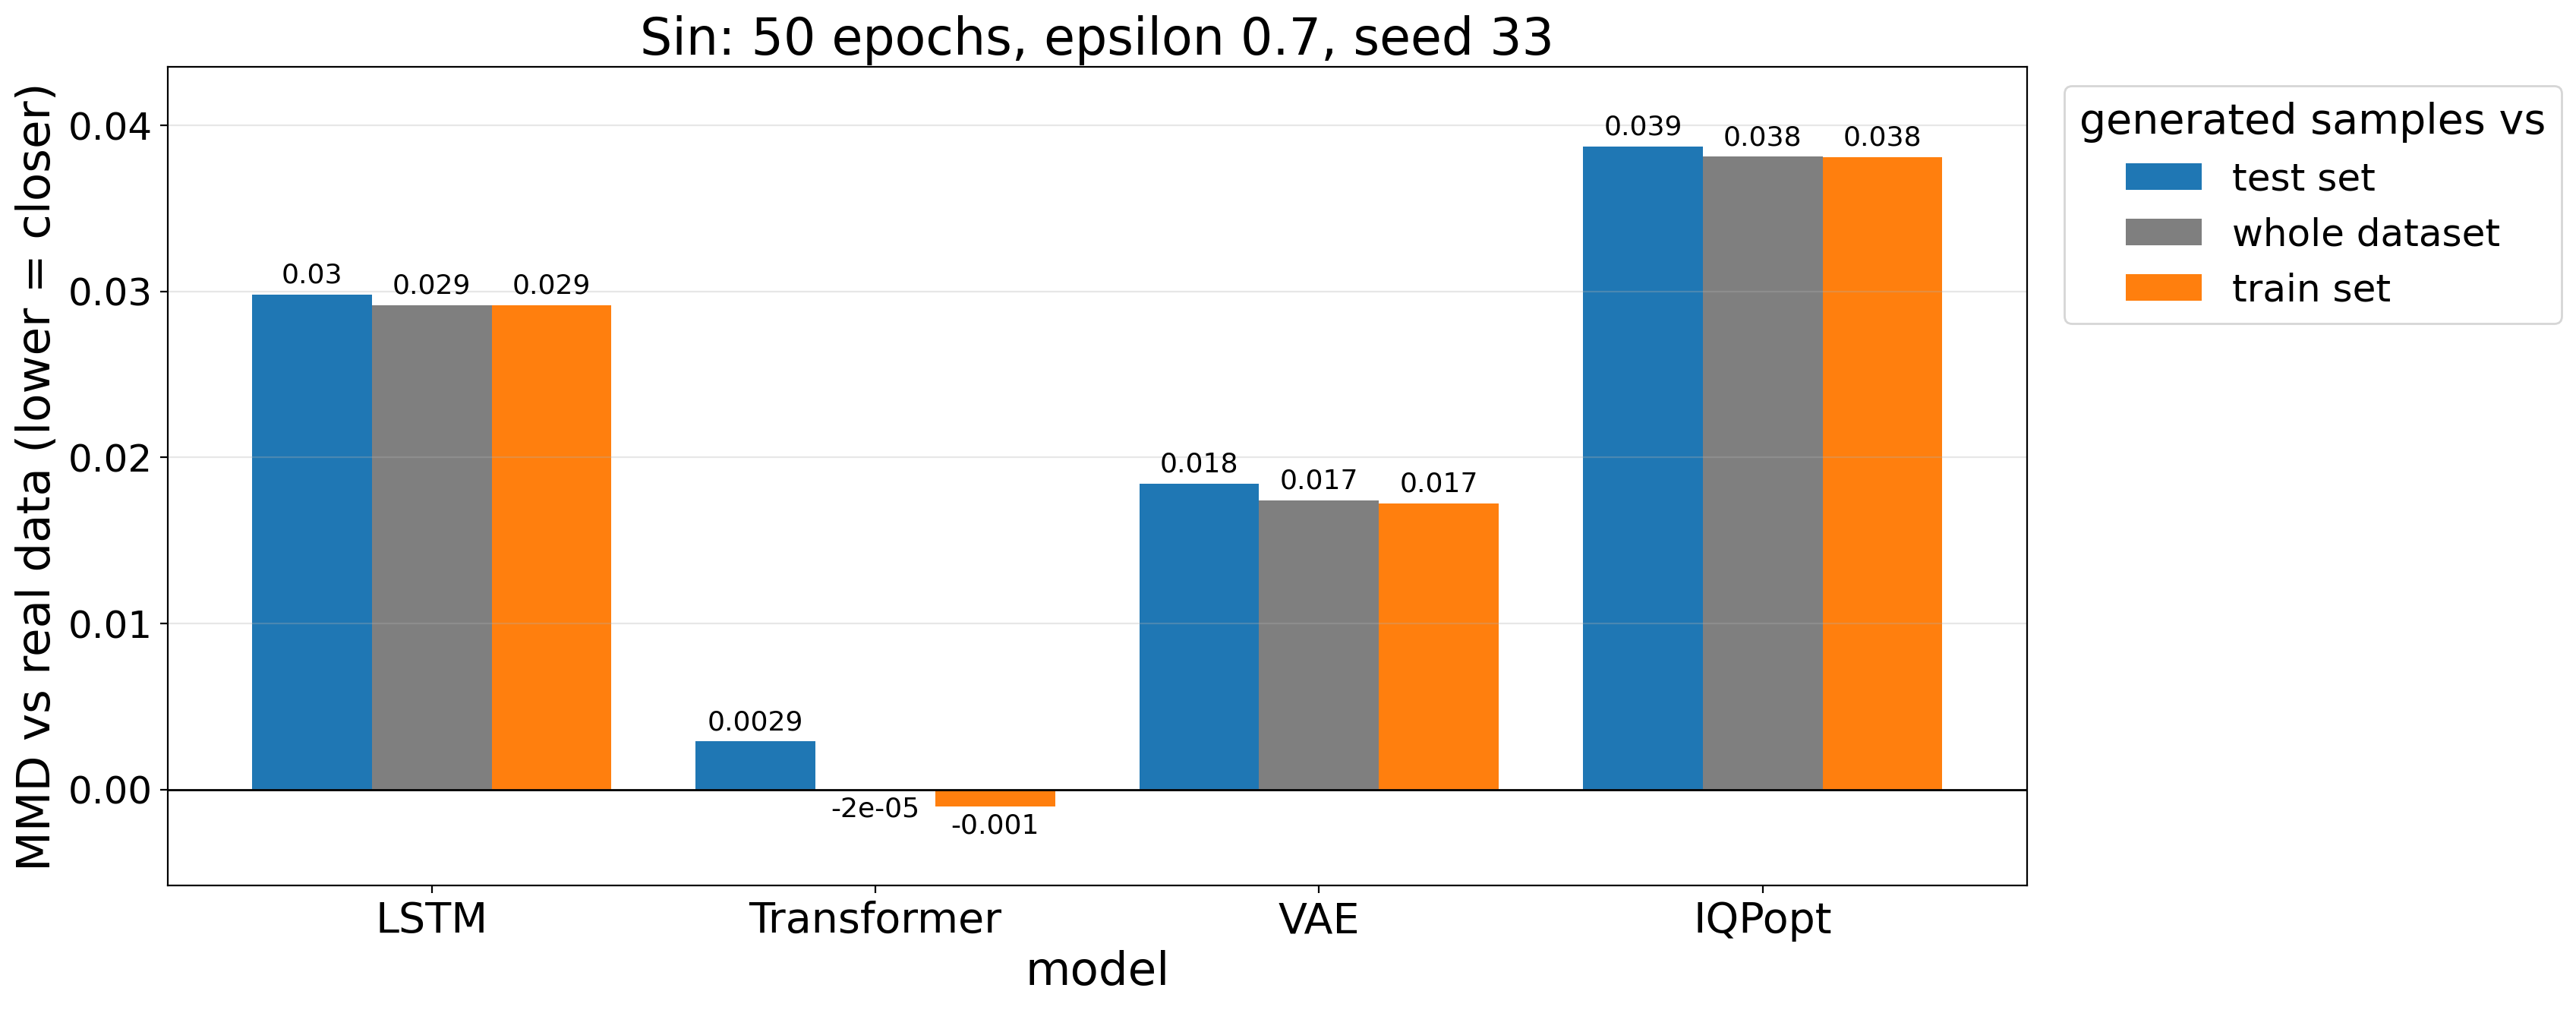 Sin: 50 epochs, epsilon 0.7, seed 33
MMD vs real data (lower = closer)
0.04
0.03
0.02
0.01
0.00
0.03
0.029
0.029
0.0029
-2e-05
-0.001
0.018
0.017
0.017
0.039
0.038
0.038
LSTM
Transformer
VAE
IQPopt
model
generated samples vs
test set
whole dataset
train set